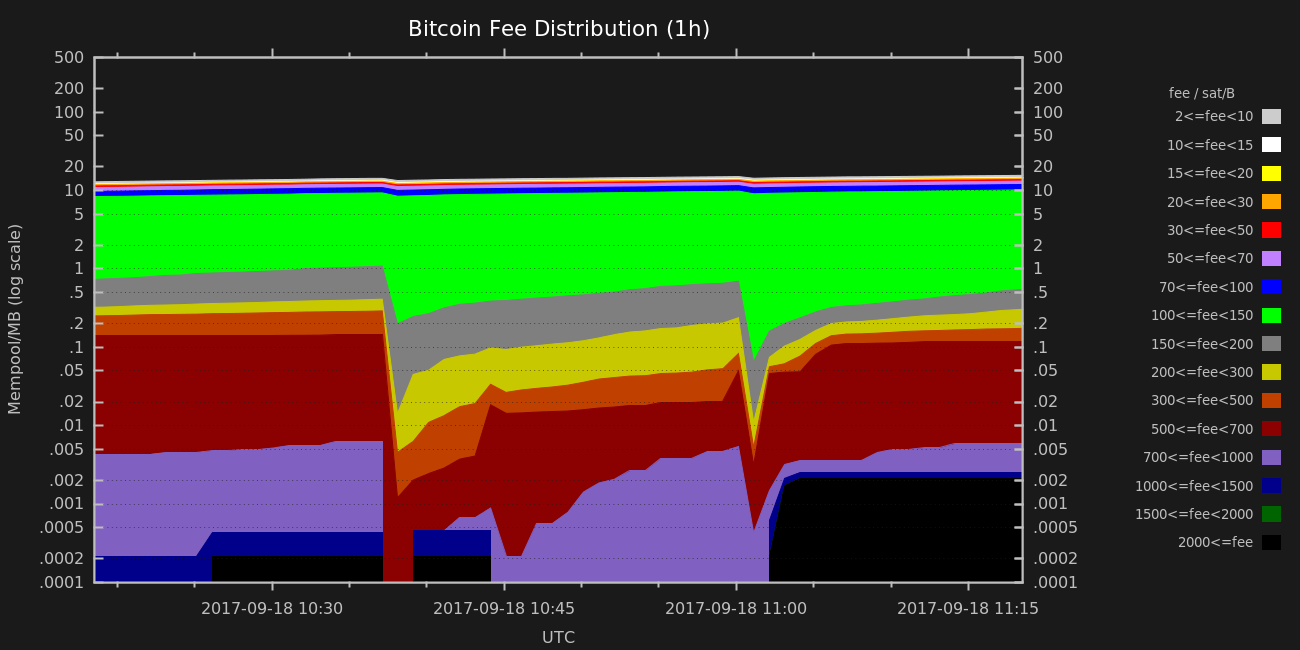 Bitcoin Fee Distribution (1h)
Mempool/MB (log scale)
500
200
100
50
20
10
5
2
1
.5
.2
.1
.05
.02
.01
.005
.002
.001
.0005
.0002
.0001
500
200
100
50
20
10
5
2
1
.5
.2
.1
.05
.02
.01
.005
.002
.001
.0005
.0002
.0001
2017-09-18 10:30
2017-09-18 10:45
2017-09-18 11:00
2017-09-18 11:15
UTC
fee / sat/B
2<=fee<10
10<=fee<15
15<=fee<20
20<=fee<30
30<=fee<50
50<=fee<70
70<=fee<100
100<=fee<150
150<=fee<200
200<=fee<300
300<=fee<500
500<=fee<700
700<=fee<1000
1000<=fee<1500
1500<=fee<2000
2000<=fee